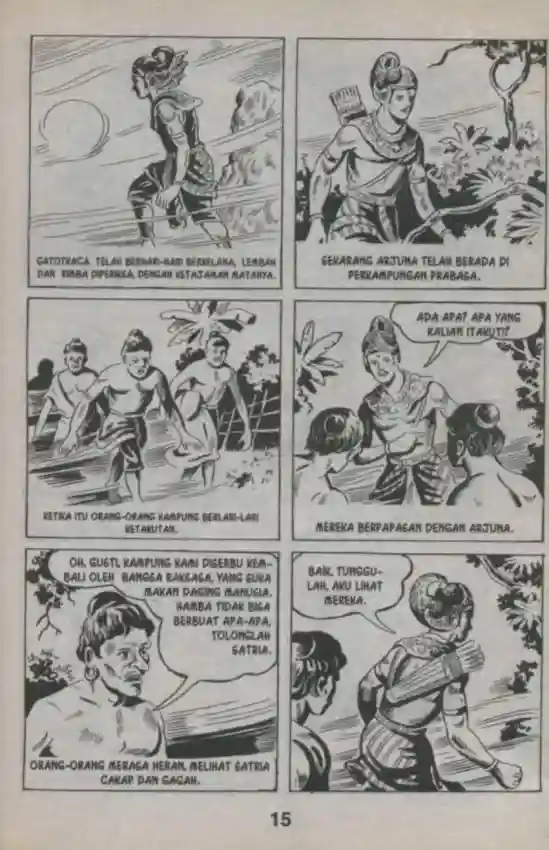 GATOTKACA TELAH BERHARI-HARI BERKELANA, LEMBAH
DAN RIMBA DIPERIKSA, DENGAN KETAJAMAN MATANYA.
SEKARANG ARJUNA TELAH BERADA DI
PERKAMPUNGAN PRABASA.
KETIKA ITU ORANG-ORANG KAMPUNG BERLARI-LARI
KETAKUTAN.
ADA APA? APA YANG
KALIAN ITAKUTI?
MEREKA BERPAPASAN DENGAN ARJUNA.
OH, GUSTI, KAMPUNG KAMI DISERBU KEM-
BALI OLEH BANGSA RAKSASA, YANG SUKA
MAKAN DAGING MANUSIA.
HAMBA TIDAK BISA
BERBUAT APA-APA,
TOLONGLAH
SATRIA.
ORANG-ORANG MERASA HERAN, MELIHAT SATRIA
CAKAP DAN GAGAH.
BAIK, TUNGGU-
LAH, AKU LIHAT
MEREKA.
15